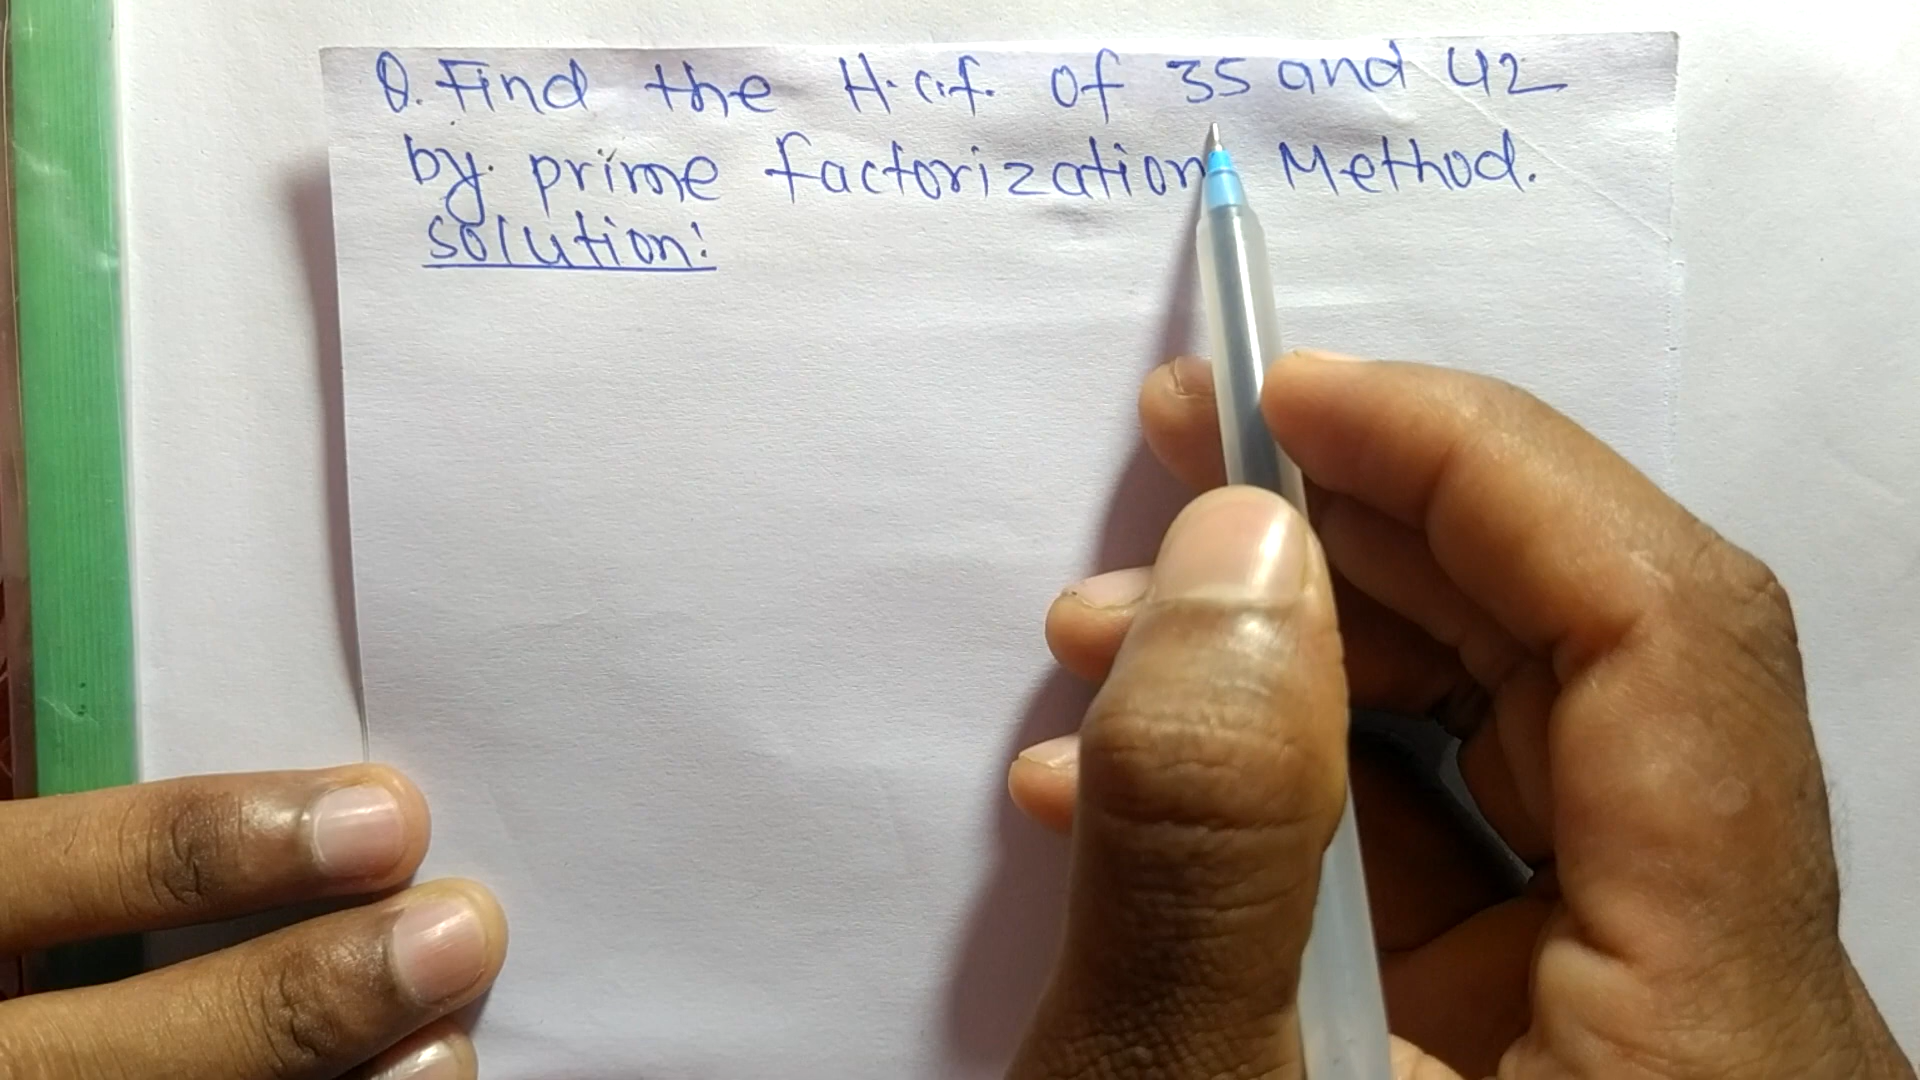 Q. Find the H.C.f. of 35 and 42
by prime factorization Method.
Solution: